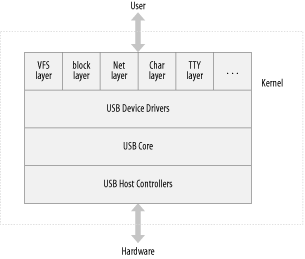 User
VFS layer
block layer
Net layer
Char layer
TTY layer
. . .
Kernel
USB Device Drivers
USB Core
USB Host Controllers
Hardware